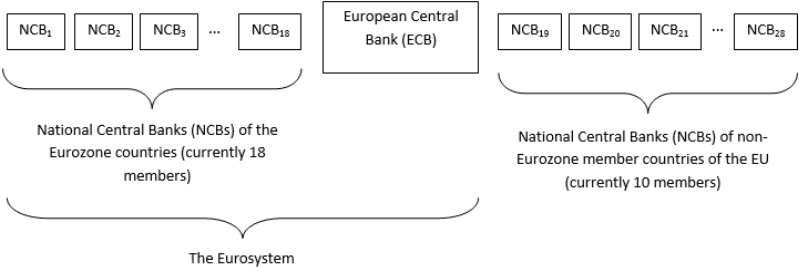 NCB₁ NCB₂ NCB₃ ... NCB₁₈
European Central
Bank (ECB)
NCB₁₉ NCB₂₀ NCB₂₁ ... NCB₂₈
National Central Banks (NCBs) of the
Eurozone countries (currently 18
members)
National Central Banks (NCBs) of non-
Eurozone member countries of the EU
(currently 10 members)
The Eurosystem